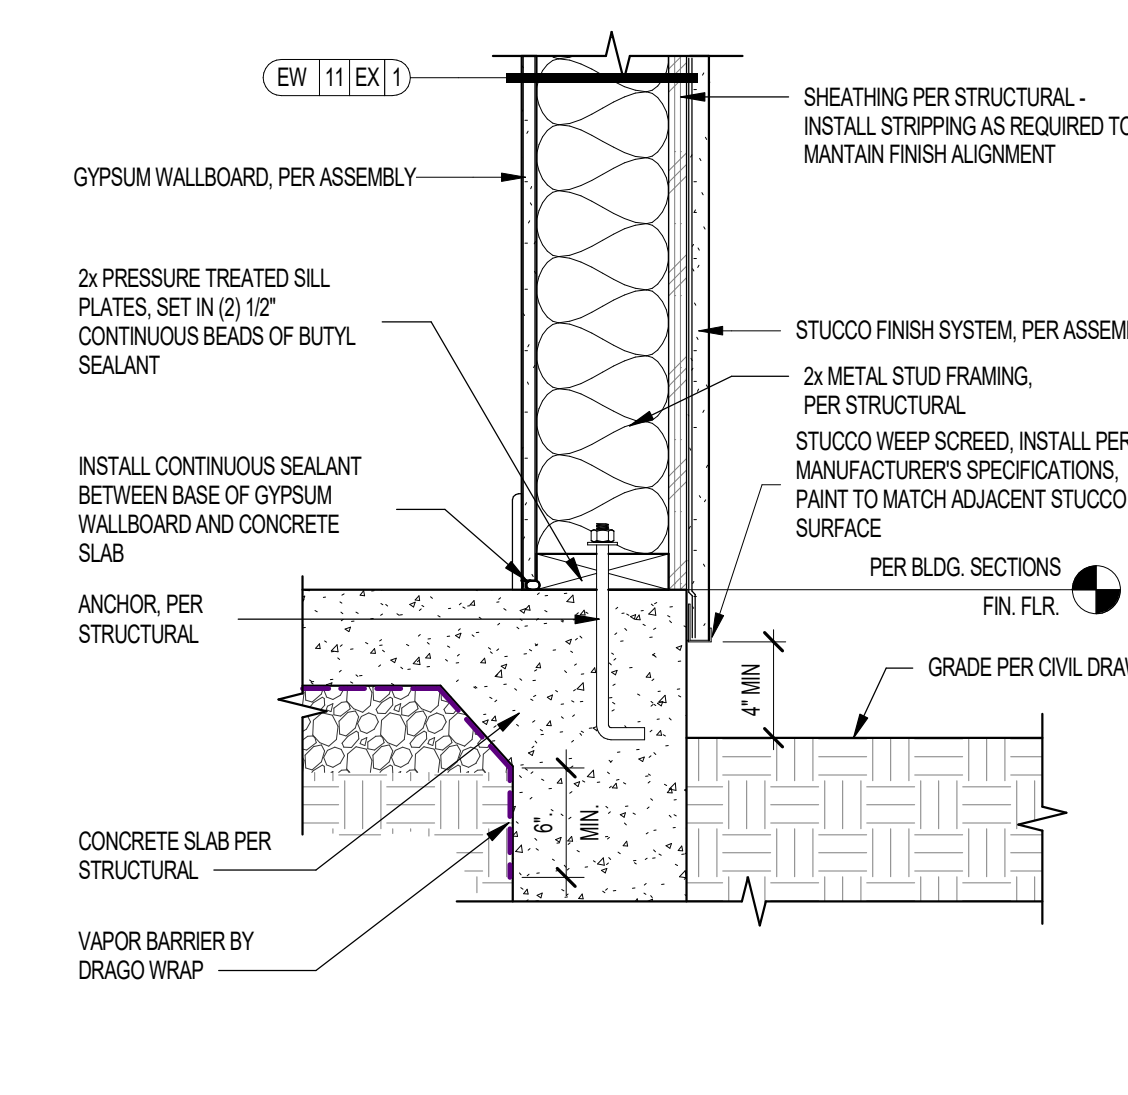 EW 11 EX 1
SHEATHING PER STRUCTURAL -
INSTALL STRIPPING AS REQUIRED TO
MANTAIN FINISH ALIGNMENT
GYPSUM WALLBOARD, PER ASSEMBLY
2x PRESSURE TREATED SILL
PLATES, SET IN (2) 1/2"
CONTINUOUS BEADS OF BUTYL
SEALANT
STUCCO FINISH SYSTEM, PER
2x METAL STUD FRAMING,
PER STRUCTURAL
STUCCO WEEP SCREED, INSTALL PER
MANUFACTURER'S SPECIFICATIONS,
PAINT TO MATCH ADJACENT STUCCO
SURFACE
INSTALL CONTINUOUS SEALANT
BETWEEN BASE OF GYPSUM
WALLBOARD AND CONCRETE
SLAB
PER BLDG. SECTIONS
FIN. FLR.
ANCHOR, PER
STRUCTURAL
GRADE PER CIVIL
4" MIN
6"
MIN.
CONCRETE SLAB PER
STRUCTURAL
VAPOR BARRIER BY
DRAGO WRAP